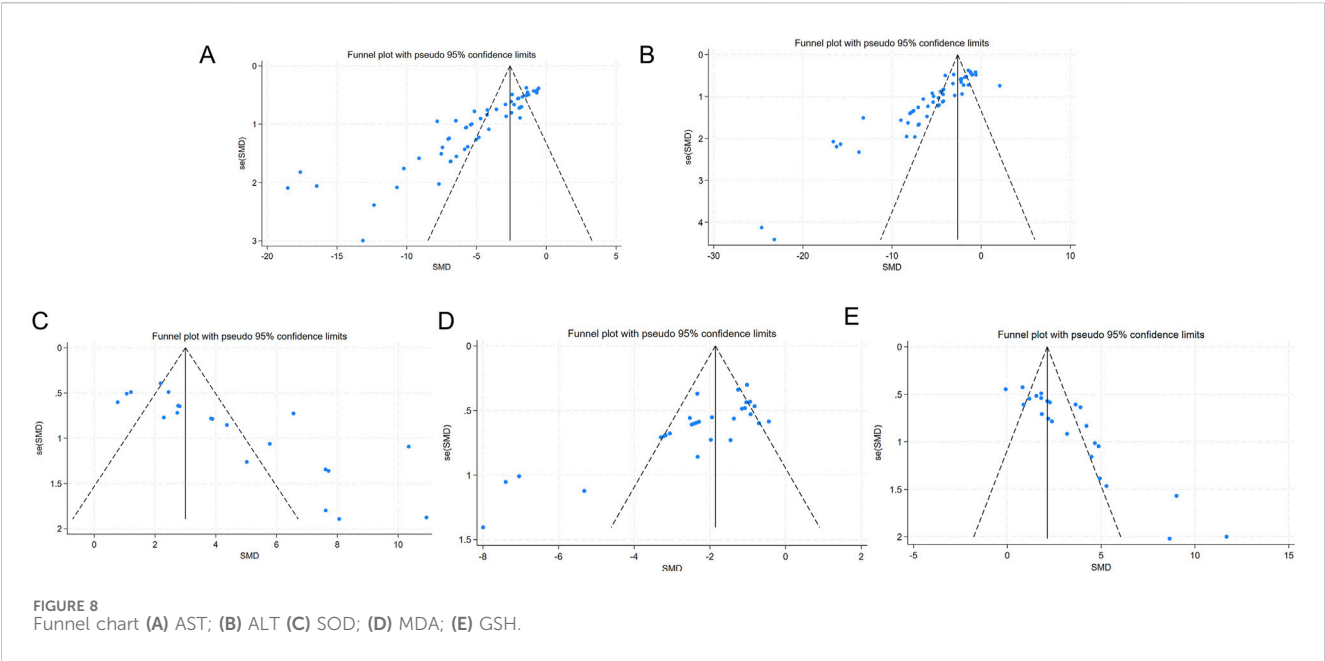 A
Funnel plot with pseudo 95% confidence limits
se(SMD)
0
1
2
3
-20
-15
-10
-5
0
5
SMD
B
Funnel plot with pseudo 95% confidence limits
se(SMD)
0
1
2
3
4
-30
-20
-10
0
10
SMD
C
Funnel plot with pseudo 95% confidence limits
se(SMD)
0
.5
1
1.5
2
0
2
4
6
8
10
SMD
D
Funnel plot with pseudo 95% confidence limits
se(SMD)
0
.5
1
1.5
-8
-6
-4
-2
0
2
SMD
E
Funnel plot with pseudo 95% confidence limits
se(SMD)
0
.5
1
1.5
2
-5
0
5
10
15
SMD
FIGURE 8
Funnel chart (A) AST; (B) ALT (C) SOD; (D) MDA; (E) GSH.